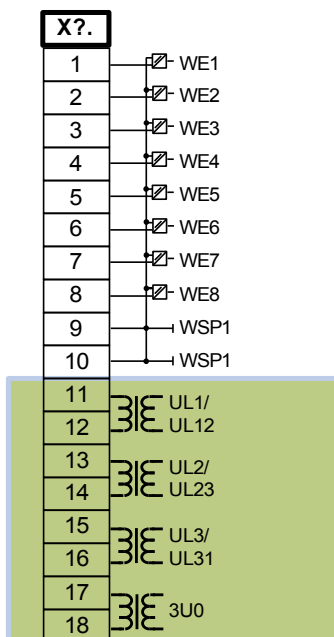 X?.
1 WE1
2 WE2
3 WE3
4 WE4
5 WE5
6 WE6
7 WE7
8 WE8
9 WSP1
10 WSP1
11 UL1/
12 UL12
13 UL2/
14 UL23
15 UL3/
16 UL31
17
3U0
18